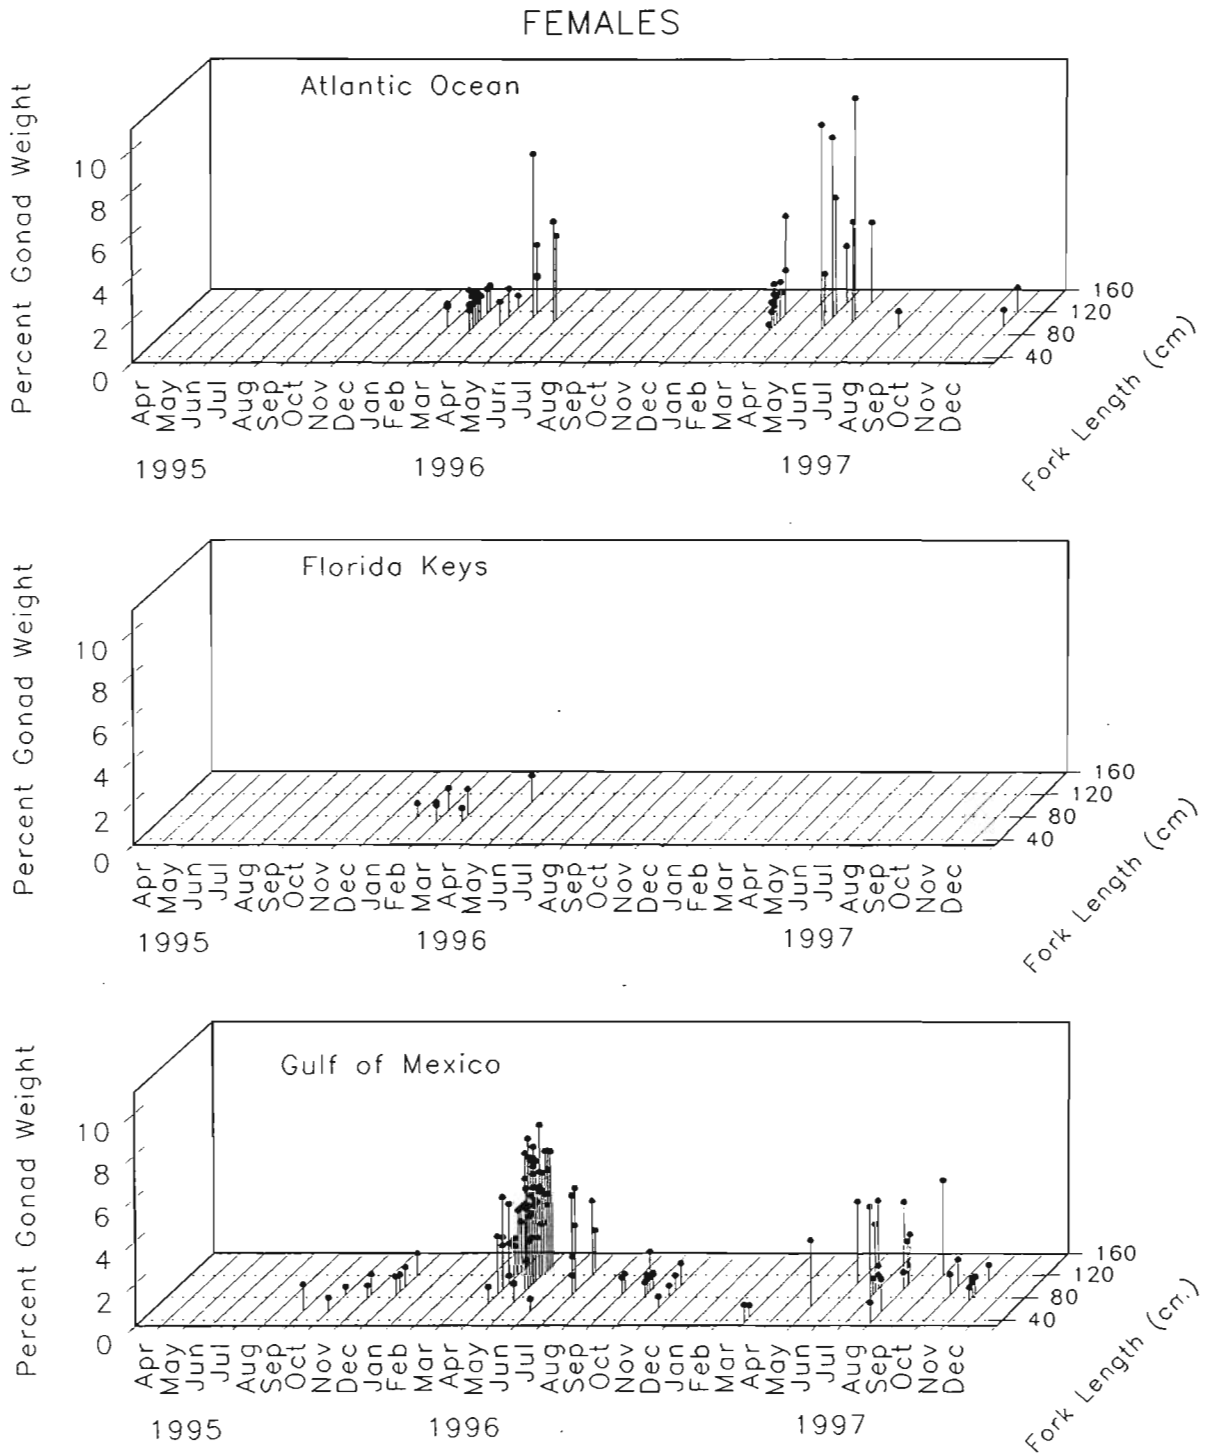 FEMALES
Atlantic Ocean
Percent Gonad Weight
10
8
6
4
2
0
160
120
80
40
Fork Length (cm)
Apr May Jun Jul Aug Sep Oct Nov Dec Jan Feb Mar Apr May Jun Jul Aug Sep Oct Nov Dec Jan Feb Mar Apr May Jun Jul Aug Sep Oct Nov Dec
1995 1996 1997
Florida Keys
Percent Gonad Weight
10
8
6
4
2
0
160
120
80
40
Fork Length (cm)
Apr May Jun Jul Aug Sep Oct Nov Dec Jan Feb Mar Apr May Jun Jul Aug Sep Oct Nov Dec Jan Feb Mar Apr May Jun Jul Aug Sep Oct Nov Dec
1995 1996 1997
Gulf of Mexico
Percent Gonad Weight
10
8
6
4
2
0
160
120
80
40
Fork Length (cm)
Apr May Jun Jul Aug Sep Oct Nov Dec Jan Feb Mar Apr May Jun Jul Aug Sep Oct Nov Dec Jan Feb Mar Apr May Jun Jul Aug Sep Oct Nov Dec
1995 1996 1997